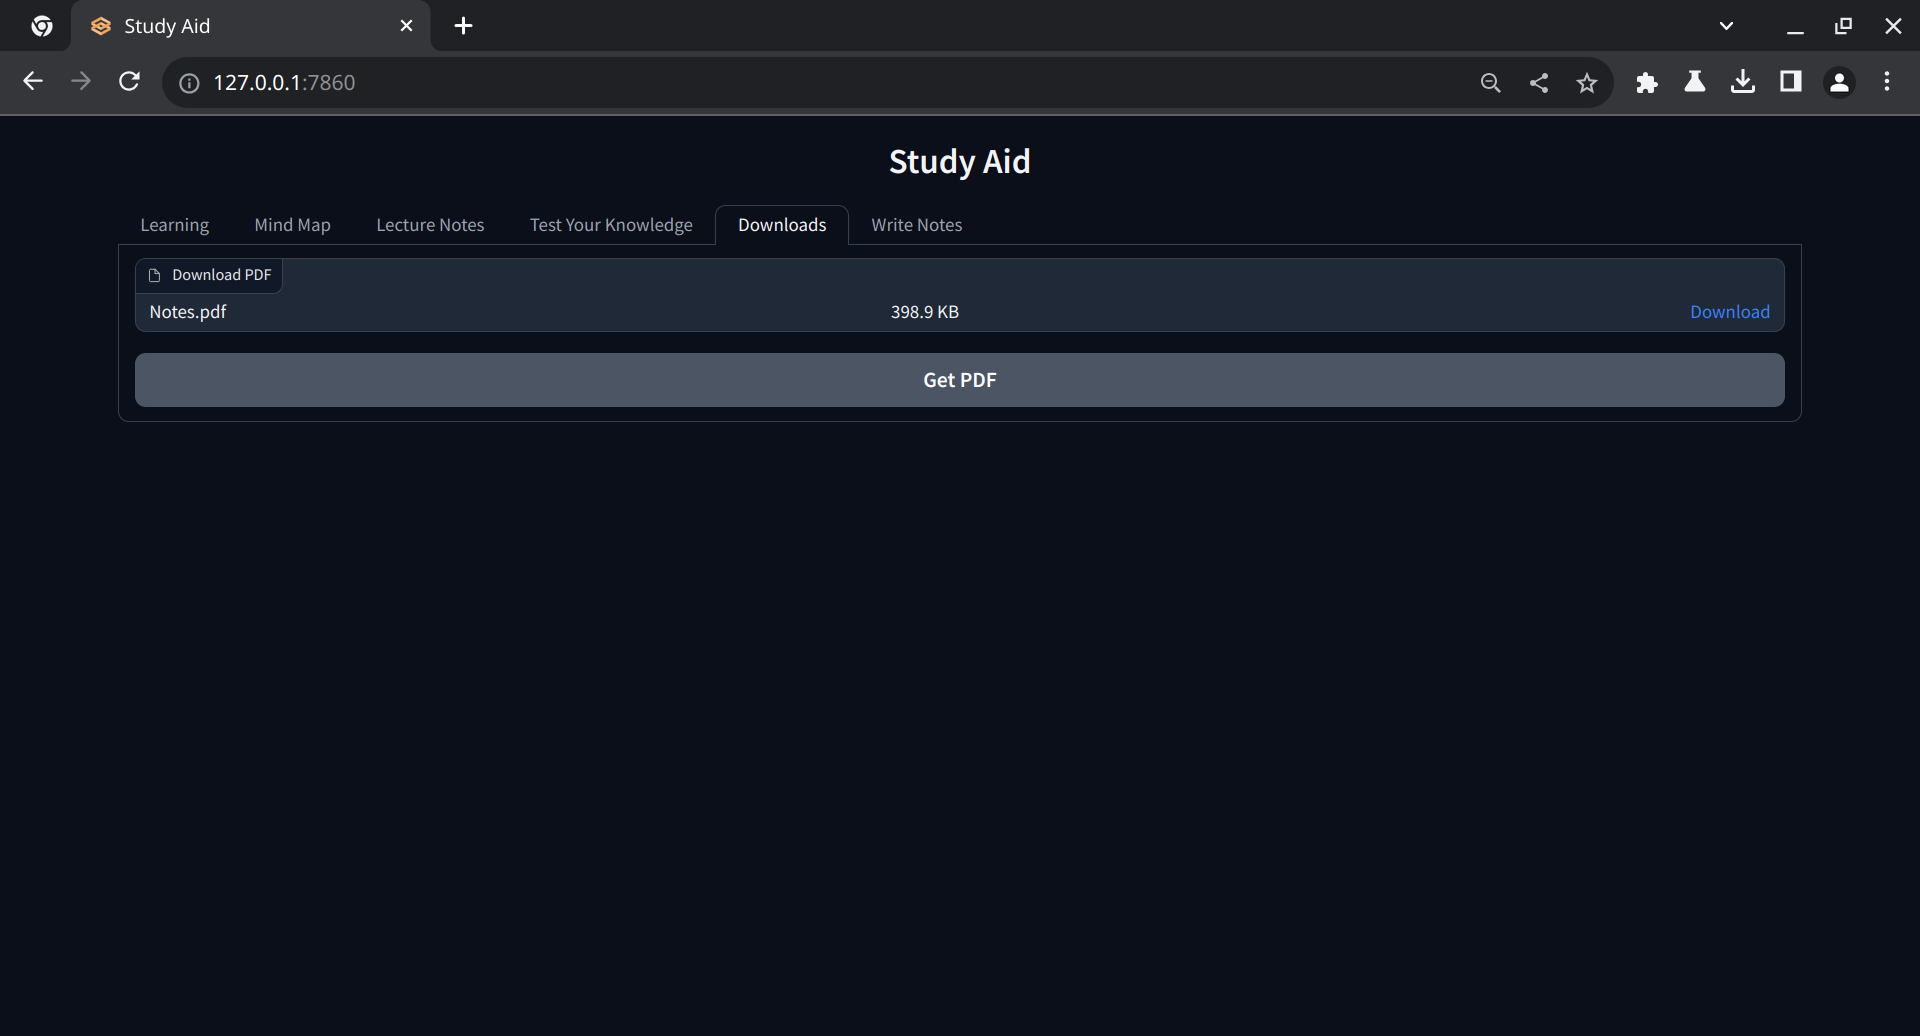 Study Aid
127.0.0.1:7860
Study Aid
Learning Mind Map Lecture Notes Test Your Knowledge Downloads Write Notes
Download PDF
Notes.pdf 398.9 KB Download
Get PDF